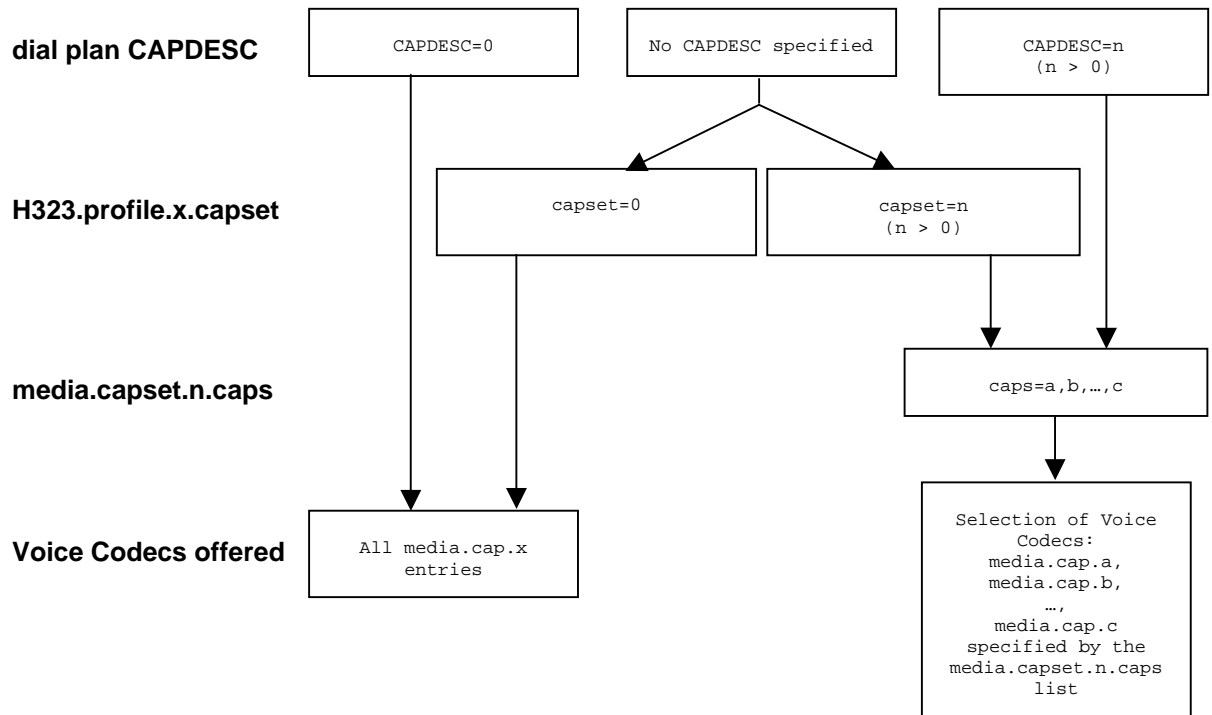 dial plan CAPDESC
CAPDESC=0
No CAPDESC specified
CAPDESC=n
(n > 0)
H323.profile.x.capset
capset=0
capset=n
(n > 0)
media.capset.n.caps
caps=a,b,…,c
Voice Codecs offered
All media.cap.x
entries
Selection of Voice
Codecs:
media.cap.a,
media.cap.b,
…,
media.cap.c
specified by the
media.capset.n.caps
list